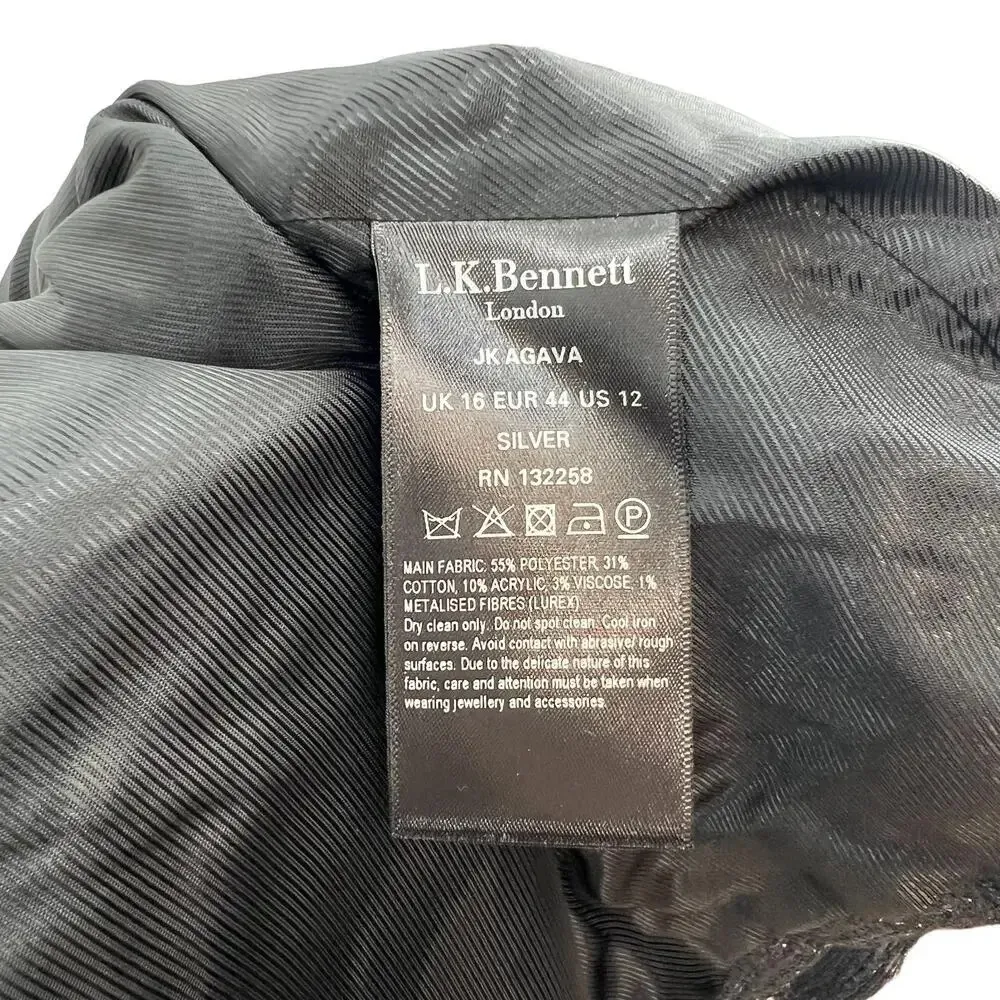 L.K.Bennett
London
JK AGAVA
UK 16 EUR 44 US 12
SILVER
RN 132258
P
MAIN FABRIC: 55% POLYESTER, 31%
COTTON, 10% ACRYLIC, 3% VISCOSE, 1%
METALISED FIBRES (LUREX)
Dry clean only. Do not spot clean. Cool iron
on reverse. Avoid contact with abrasive/ rough
surfaces. Due to the delicate nature of this
fabric, care and attention must be taken when
wearing jewellery and accessories.